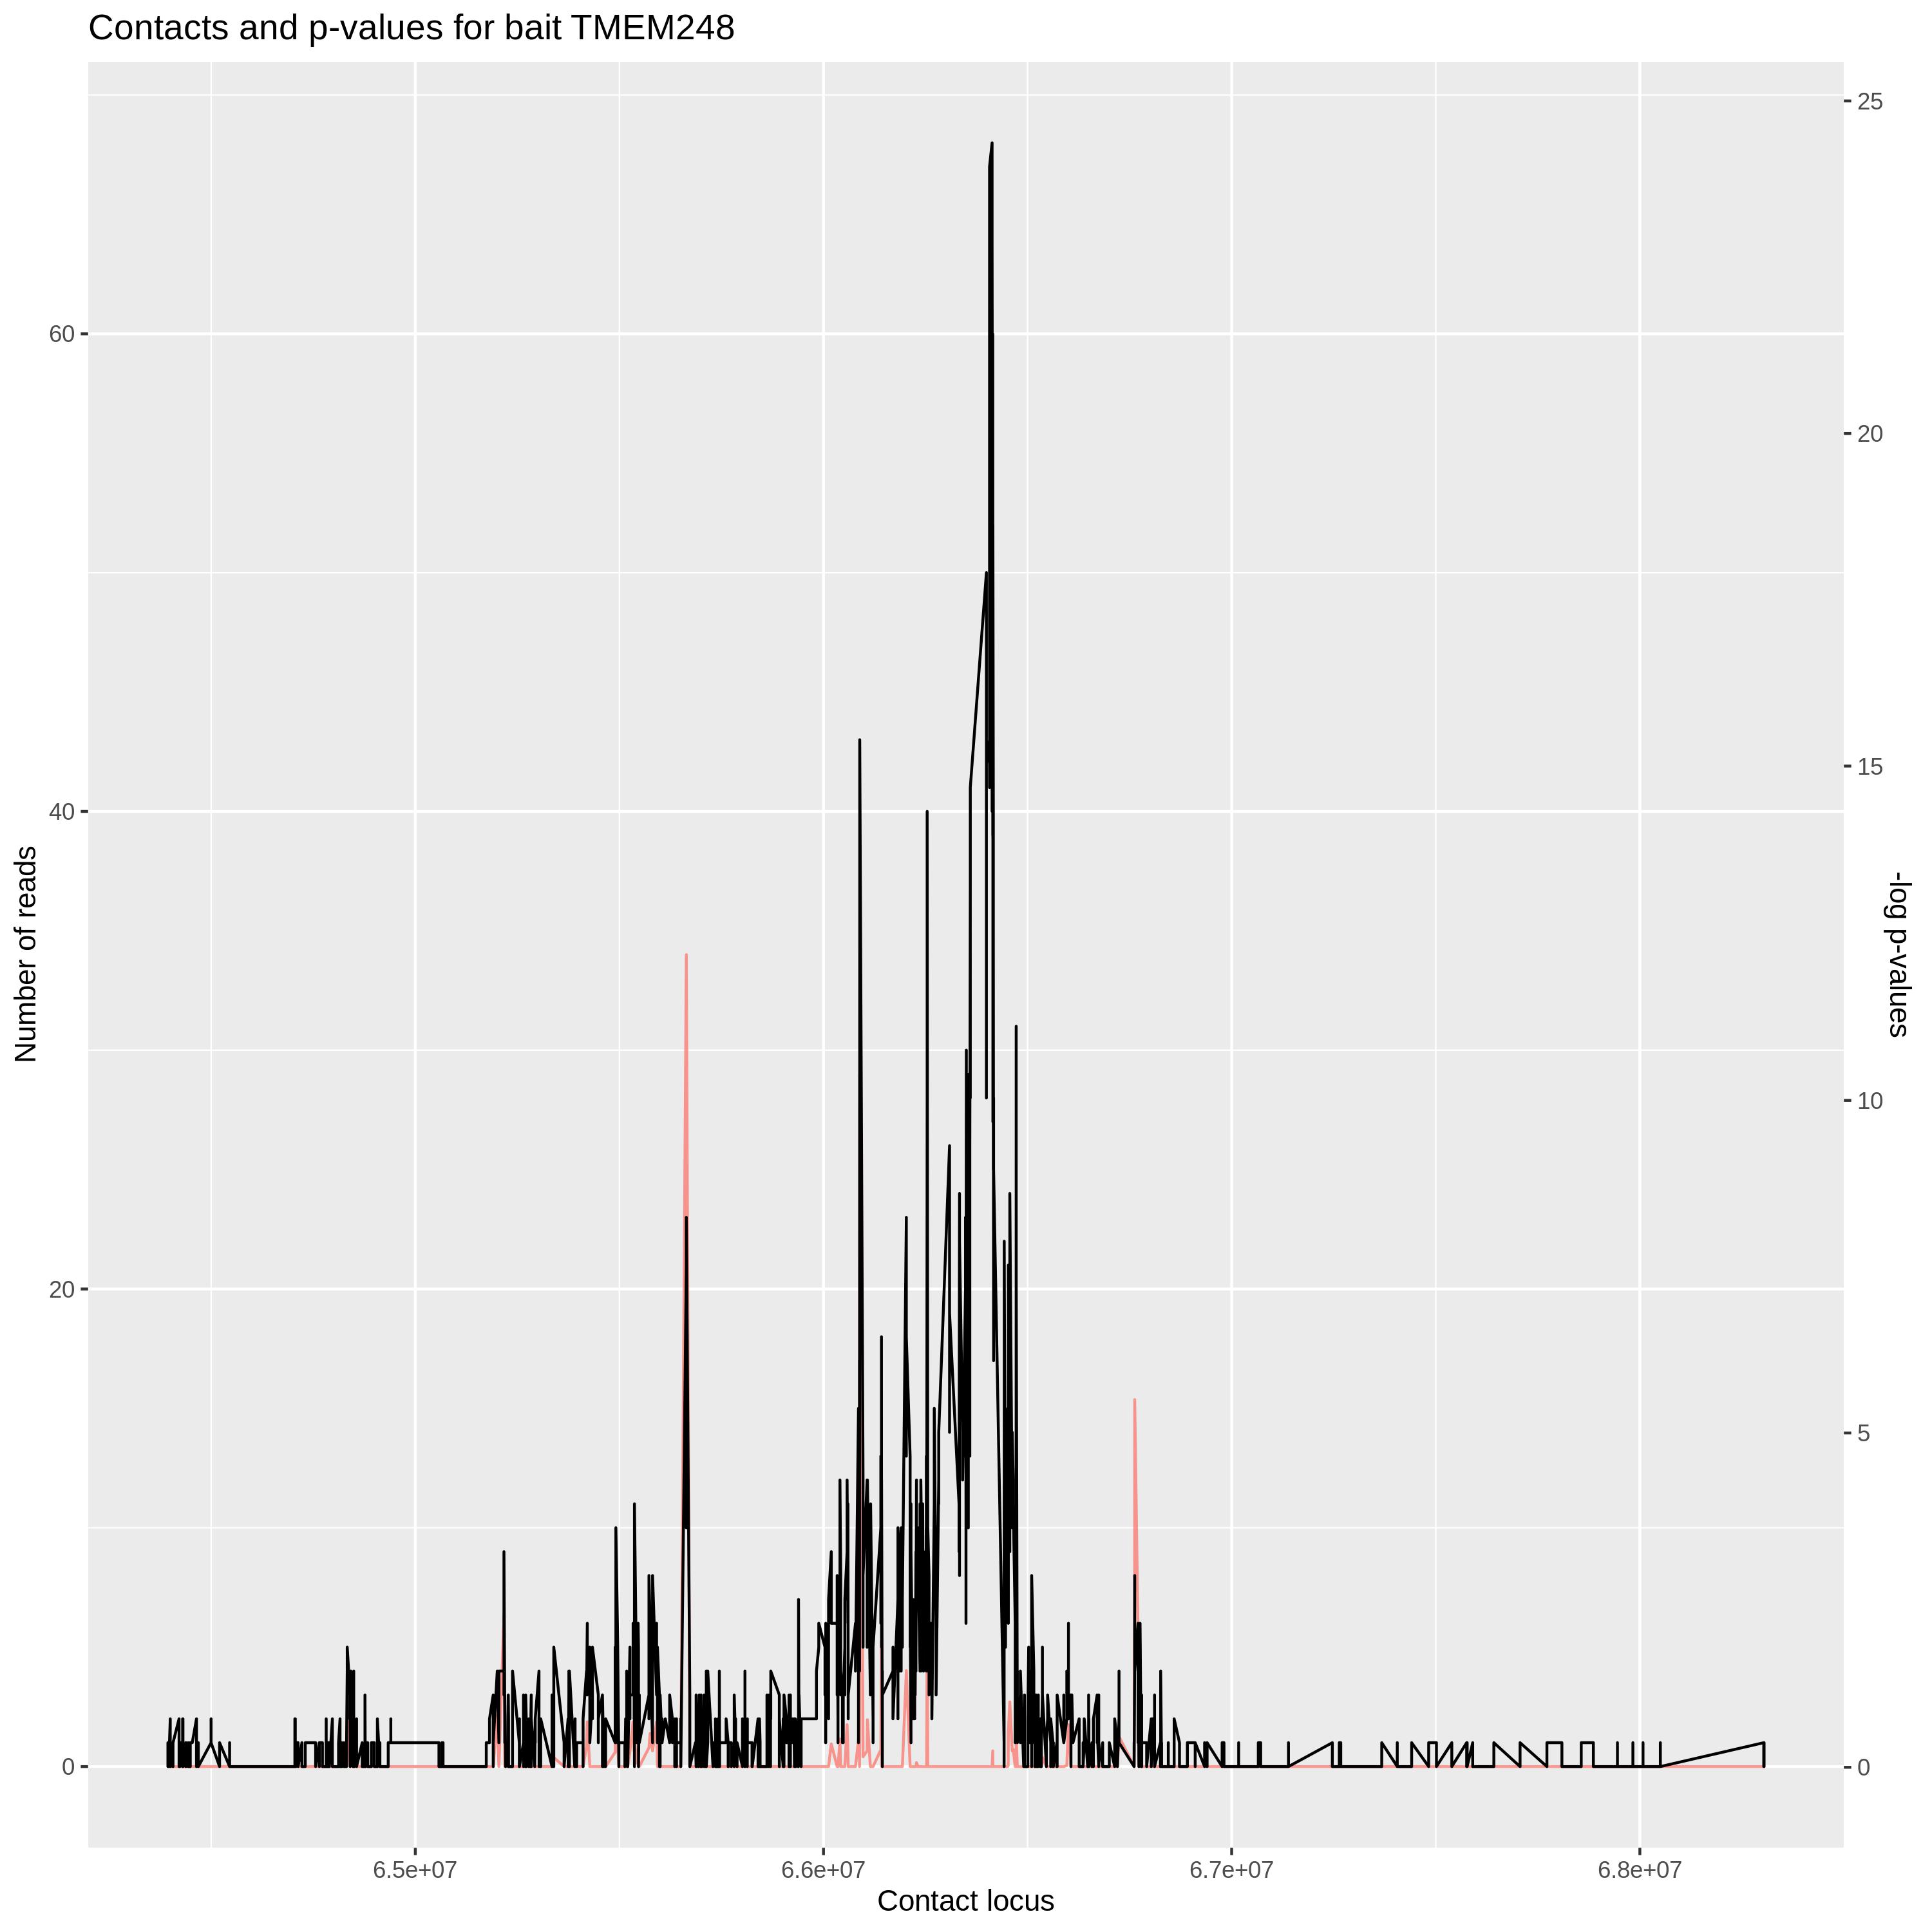 Contacts and p-values for bait TMEM248
Number of reads
60
40
20
0
25
20
15
10
5
0
-log p-values
6.5e+07
6.6e+07
6.7e+07
6.8e+07
Contact locus